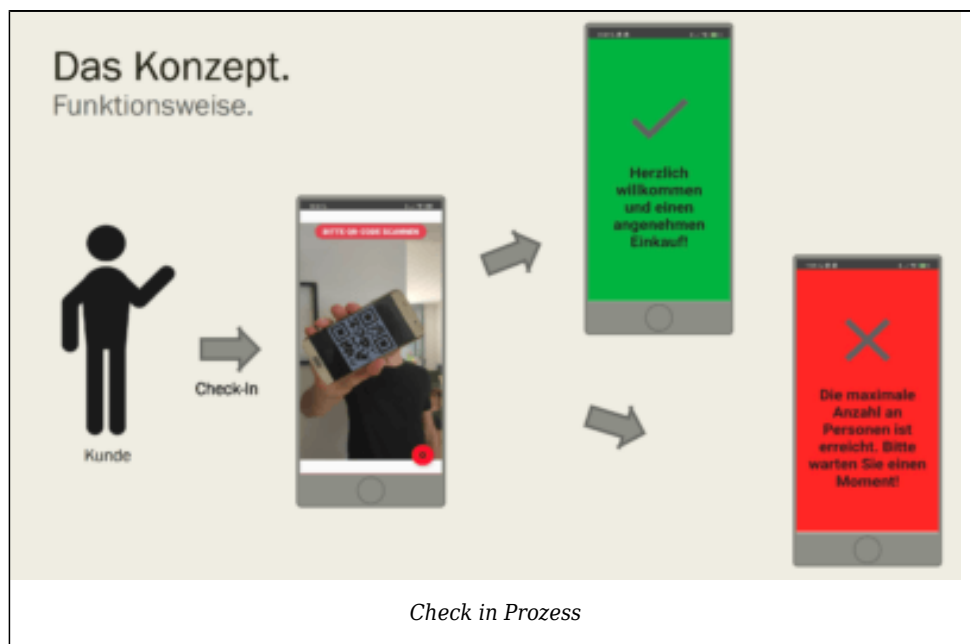 Das Konzept.
Funktionsweise.
Kunde
Check-In
BITTE QR-CODE SCANNEN
Herzlich
willkommen
und einen
angenehmen
Einkauf!
Die maximale
Anzahl an
Personen ist
erreicht. Bitte
warten Sie einen
Moment!
Check in Prozess